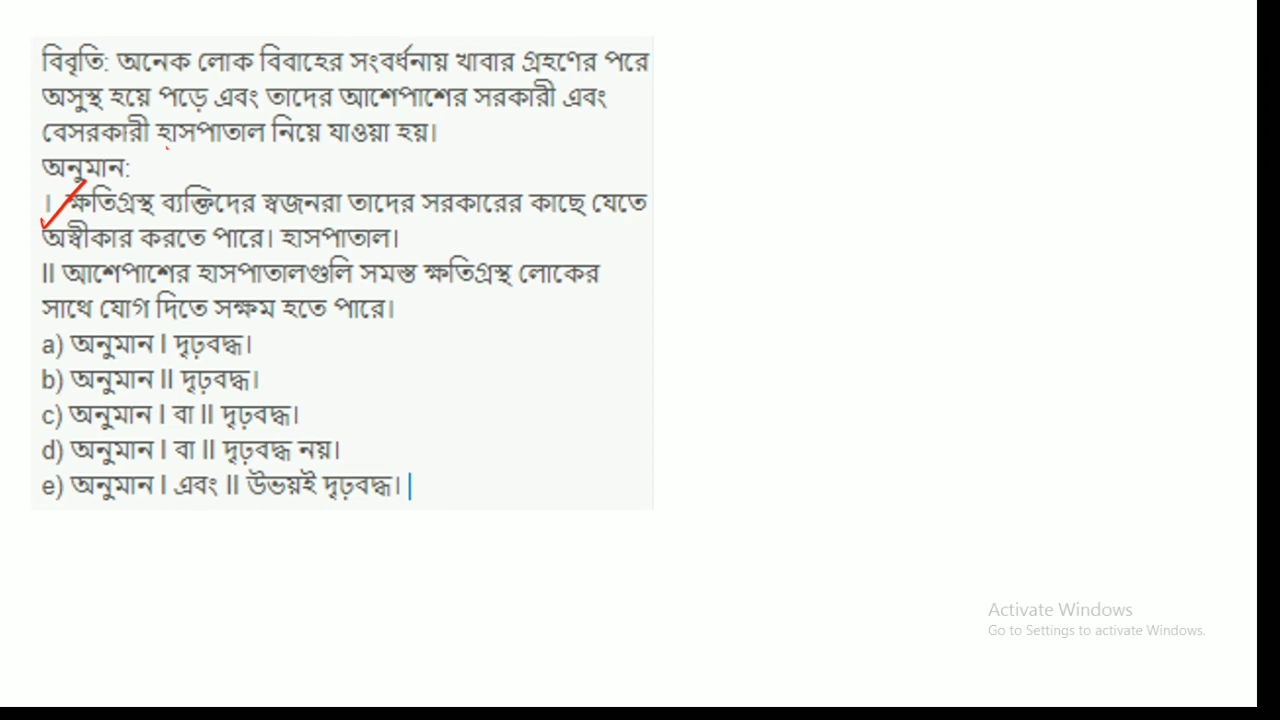 বিবৃতি: অনেক লোক বিবাহের সংবর্ধনায় খাবার গ্রহণের পরে
অসুস্থ হয়ে পড়ে এবং তাদের আশেপাশের সরকারী এবং
বেসরকারী হাসপাতাল নিয়ে যাওয়া হয়।
অনুমান:
। ক্ষতিগ্রস্থ ব্যক্তিদের স্বজনরা তাদের সরকারের কাছে যেতে
অস্বীকার করতে পারে। হাসপাতাল।
II আশেপাশের হাসপাতালগুলি সমস্ত ক্ষতিগ্রস্থ লোকের
সাথে যোগ দিতে সক্ষম হতে পারে।
a) অনুমান I দৃঢ়বদ্ধ।
b) অনুমান II দৃঢ়বদ্ধ।
c) অনুমান I বা II দৃঢ়বদ্ধ।
d) অনুমান I বা II দৃঢ়বদ্ধ নয়।
e) অনুমান I এবং II উভয়ই দৃঢ়বদ্ধ।
Activate Windows
Go to Settings to activate Windows.